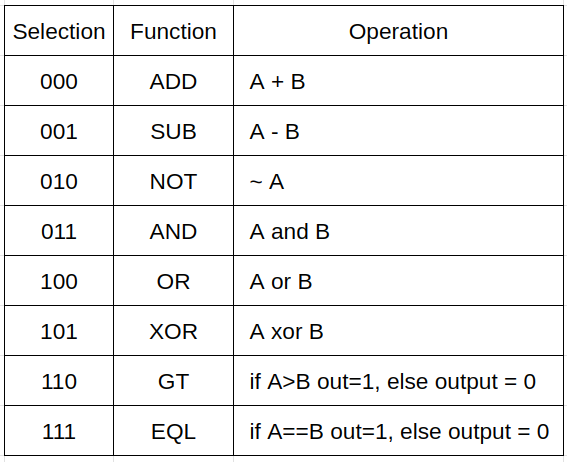 Selection Function Operation
000 ADD A + B
001 SUB A - B
010 NOT ~ A
011 AND A and B
100 OR A or B
101 XOR A xor B
110 GT if A>B out=1, else output = 0
111 EQL if A==B out=1, else output = 0